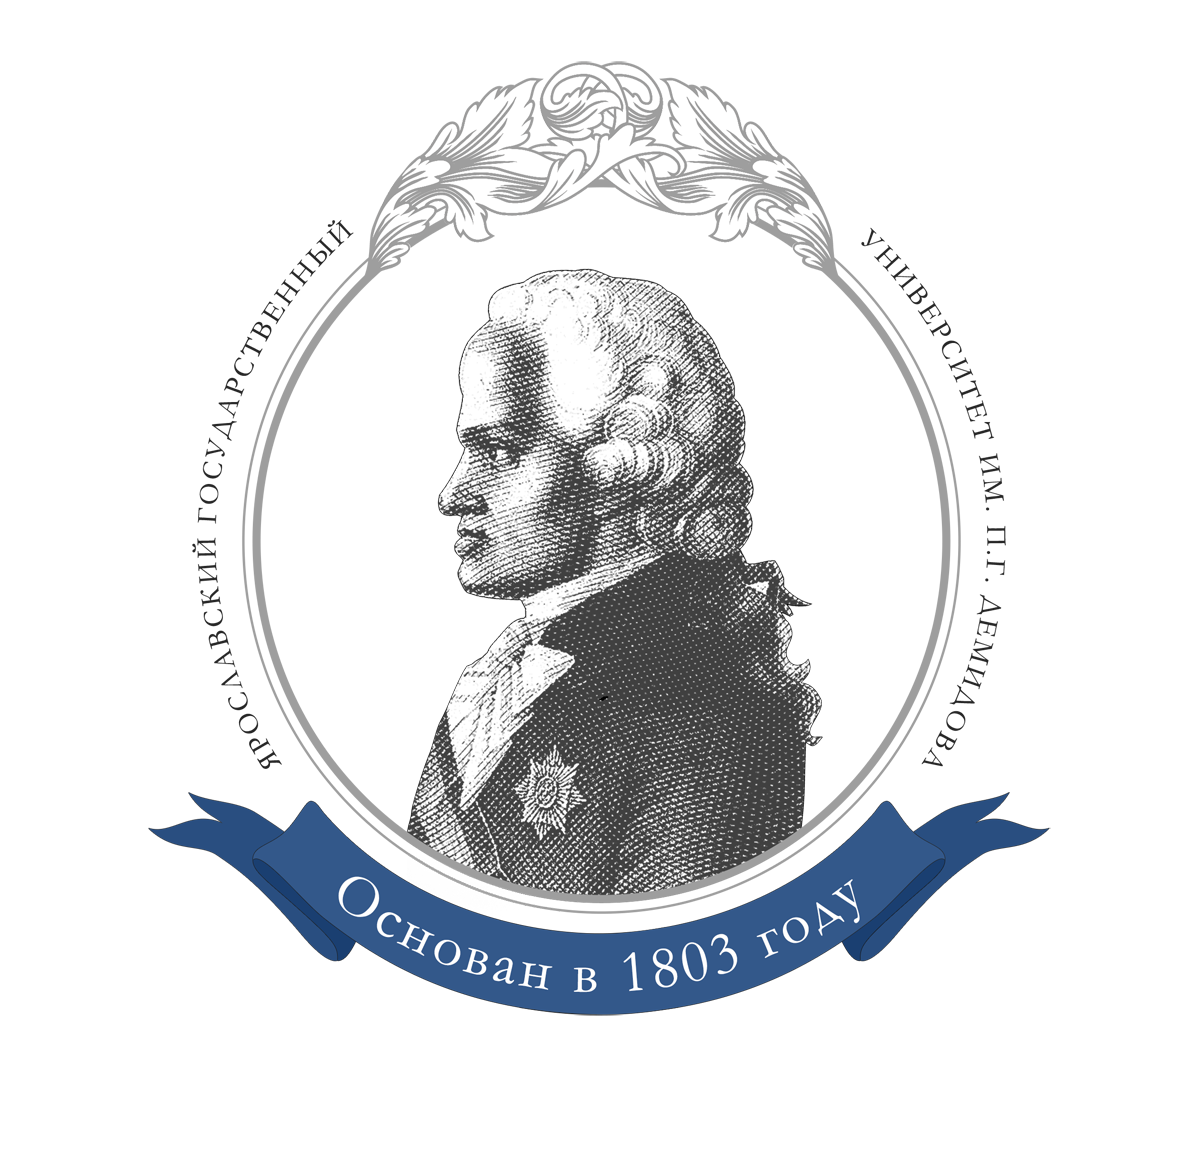 ЯРОСЛАВСКИЙ ГОСУДАРСТВЕННЫЙ
УНИВЕРСИТЕТ ИМ. П.Г. ДЕМИДОВА
Основан в 1803 году